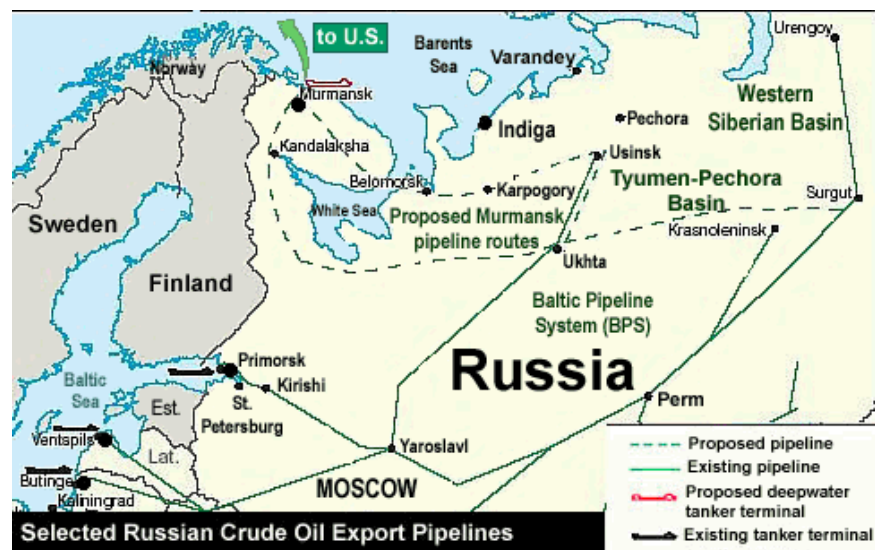 to U.S.
Barents
Sea
Varandey
Urengoy
Norway
Murmansk
Western
Siberian Basin
Indiga
Pechora
Kandalaksha
Usinsk
Belomorsk
Karpogory
Tyumen-Pechora
Basin
Surgut
White Sea
Proposed Murmansk
pipeline routes
Krasnoleninsk
Sweden
Ukhta
Finland
Baltic Pipeline
System (BPS)
Russia
Primorsk
Kirishi
Baltic
Sea
Est.
St.
Petersburg
Perm
Ventspils
Lat.
Yaroslavl
Butinge
Kaliningrad
MOSCOW
Proposed pipeline
Existing pipeline
Proposed deepwater
tanker terminal
Existing tanker terminal
Selected Russian Crude Oil Export Pipelines